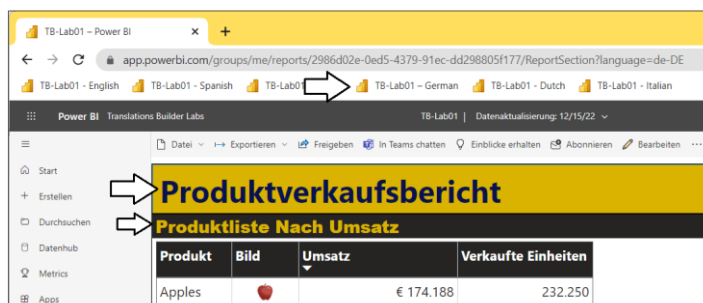 TB-Lab01 – Power BI
app.powerbi.com/groups/me/reports/2986d02e-0ed5-4379-91ec-dd298805f177/ReportSection?language=de-DE
TB-Lab01 - English TB-Lab01 - Spanish TB-Lab01 TB-Lab01 – German TB-Lab01 - Dutch TB-Lab01 - Italian
Power BI Translations Builder Labs TB-Lab01 | Datenaktualisierung: 12/15/22
Datei Exportieren Freigeben In Teams chatten Einblicke erhalten Abonnieren Bearbeiten ...
Start
Erstellen
Durchsuchen
Datenhub
Metrics
Apps
Produktverkaufsbericht
Produktliste Nach Umsatz
Produkt Bild Umsatz Verkaufte Einheiten
Apples € 174.188 232.250